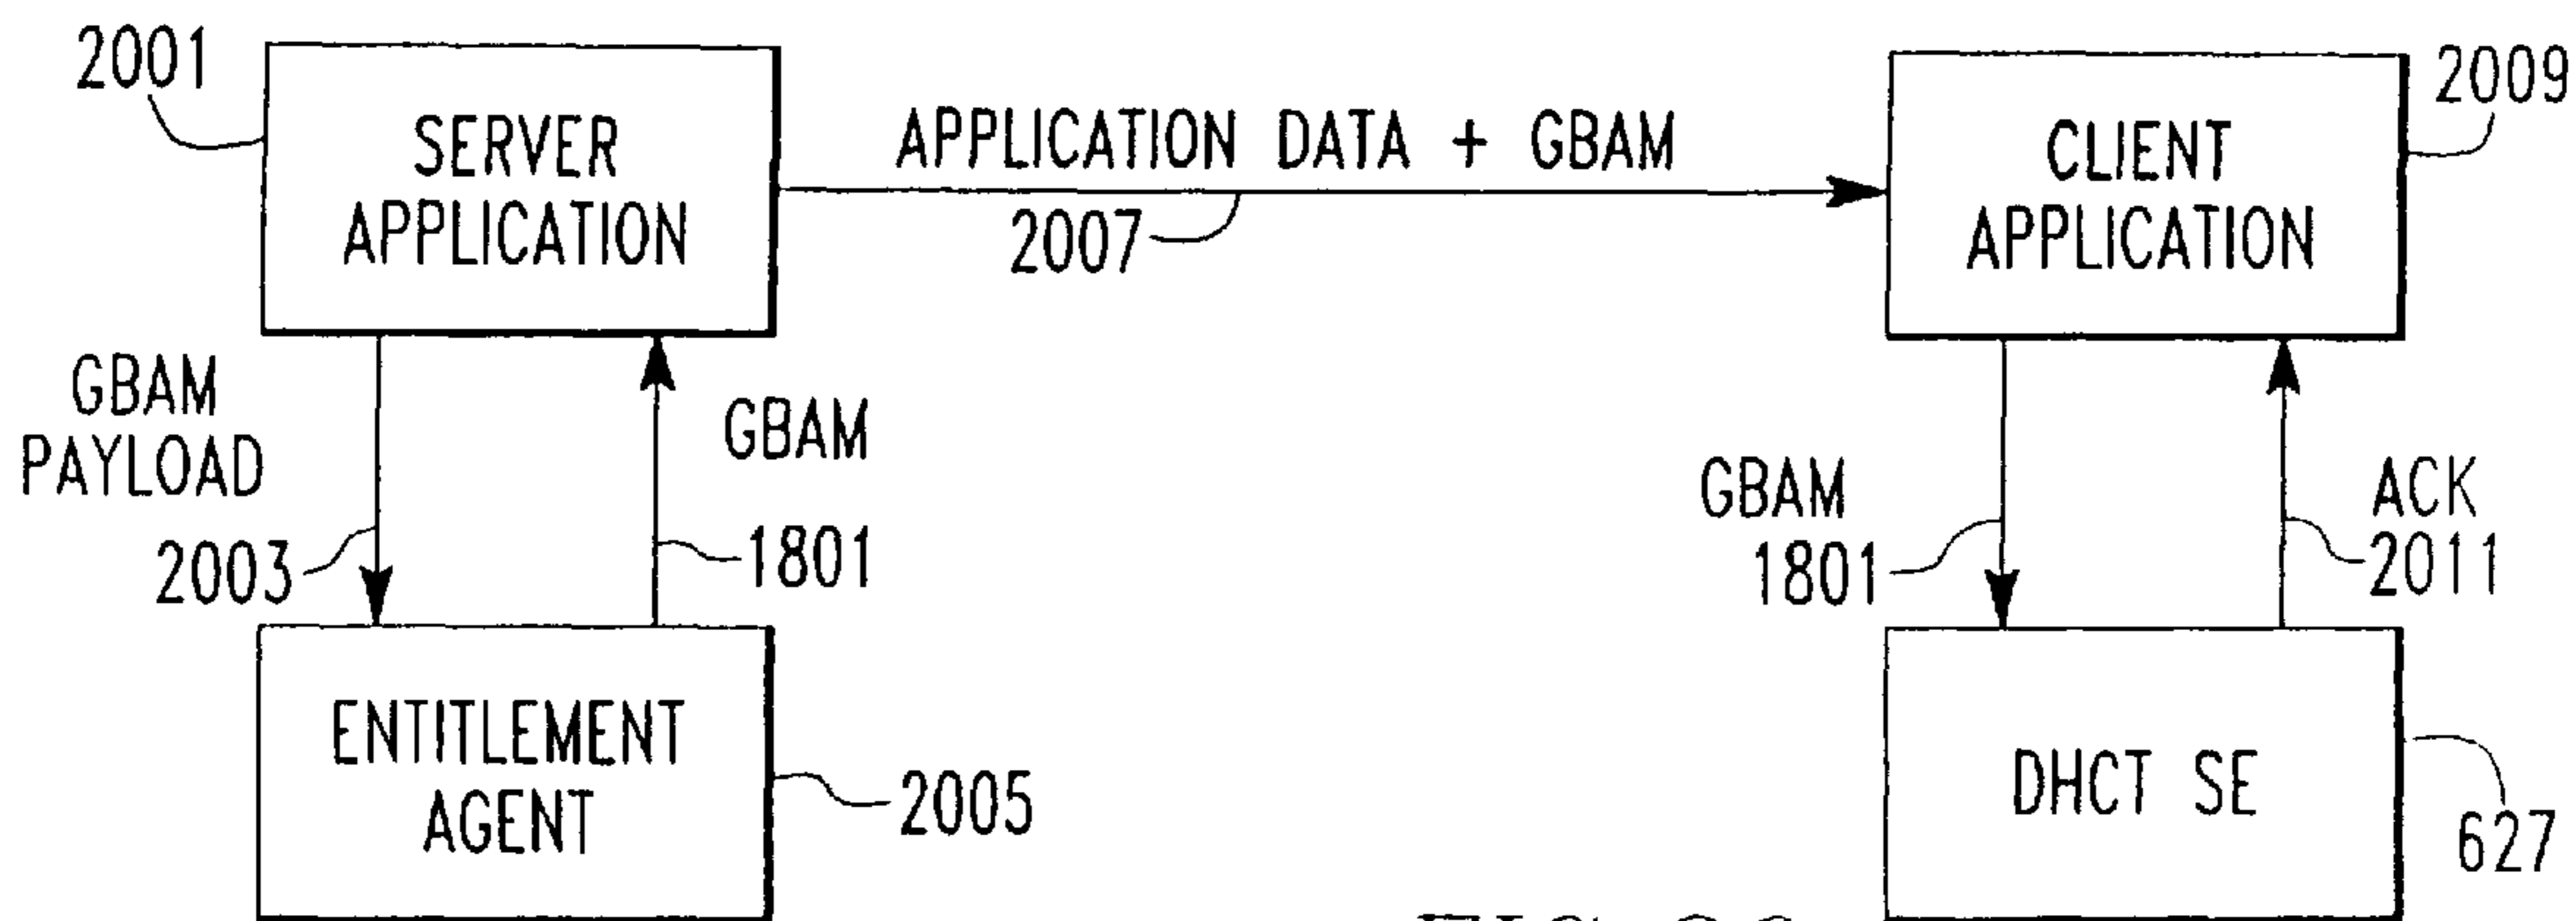 2001
SERVER
APPLICATION
APPLICATION DATA + GBAM
2007
CLIENT
APPLICATION
2009
GBAM
PAYLOAD
2003
GBAM
1801
GBAM
1801
ACK
2011
ENTITLEMENT
AGENT
2005
DHCT SE
627